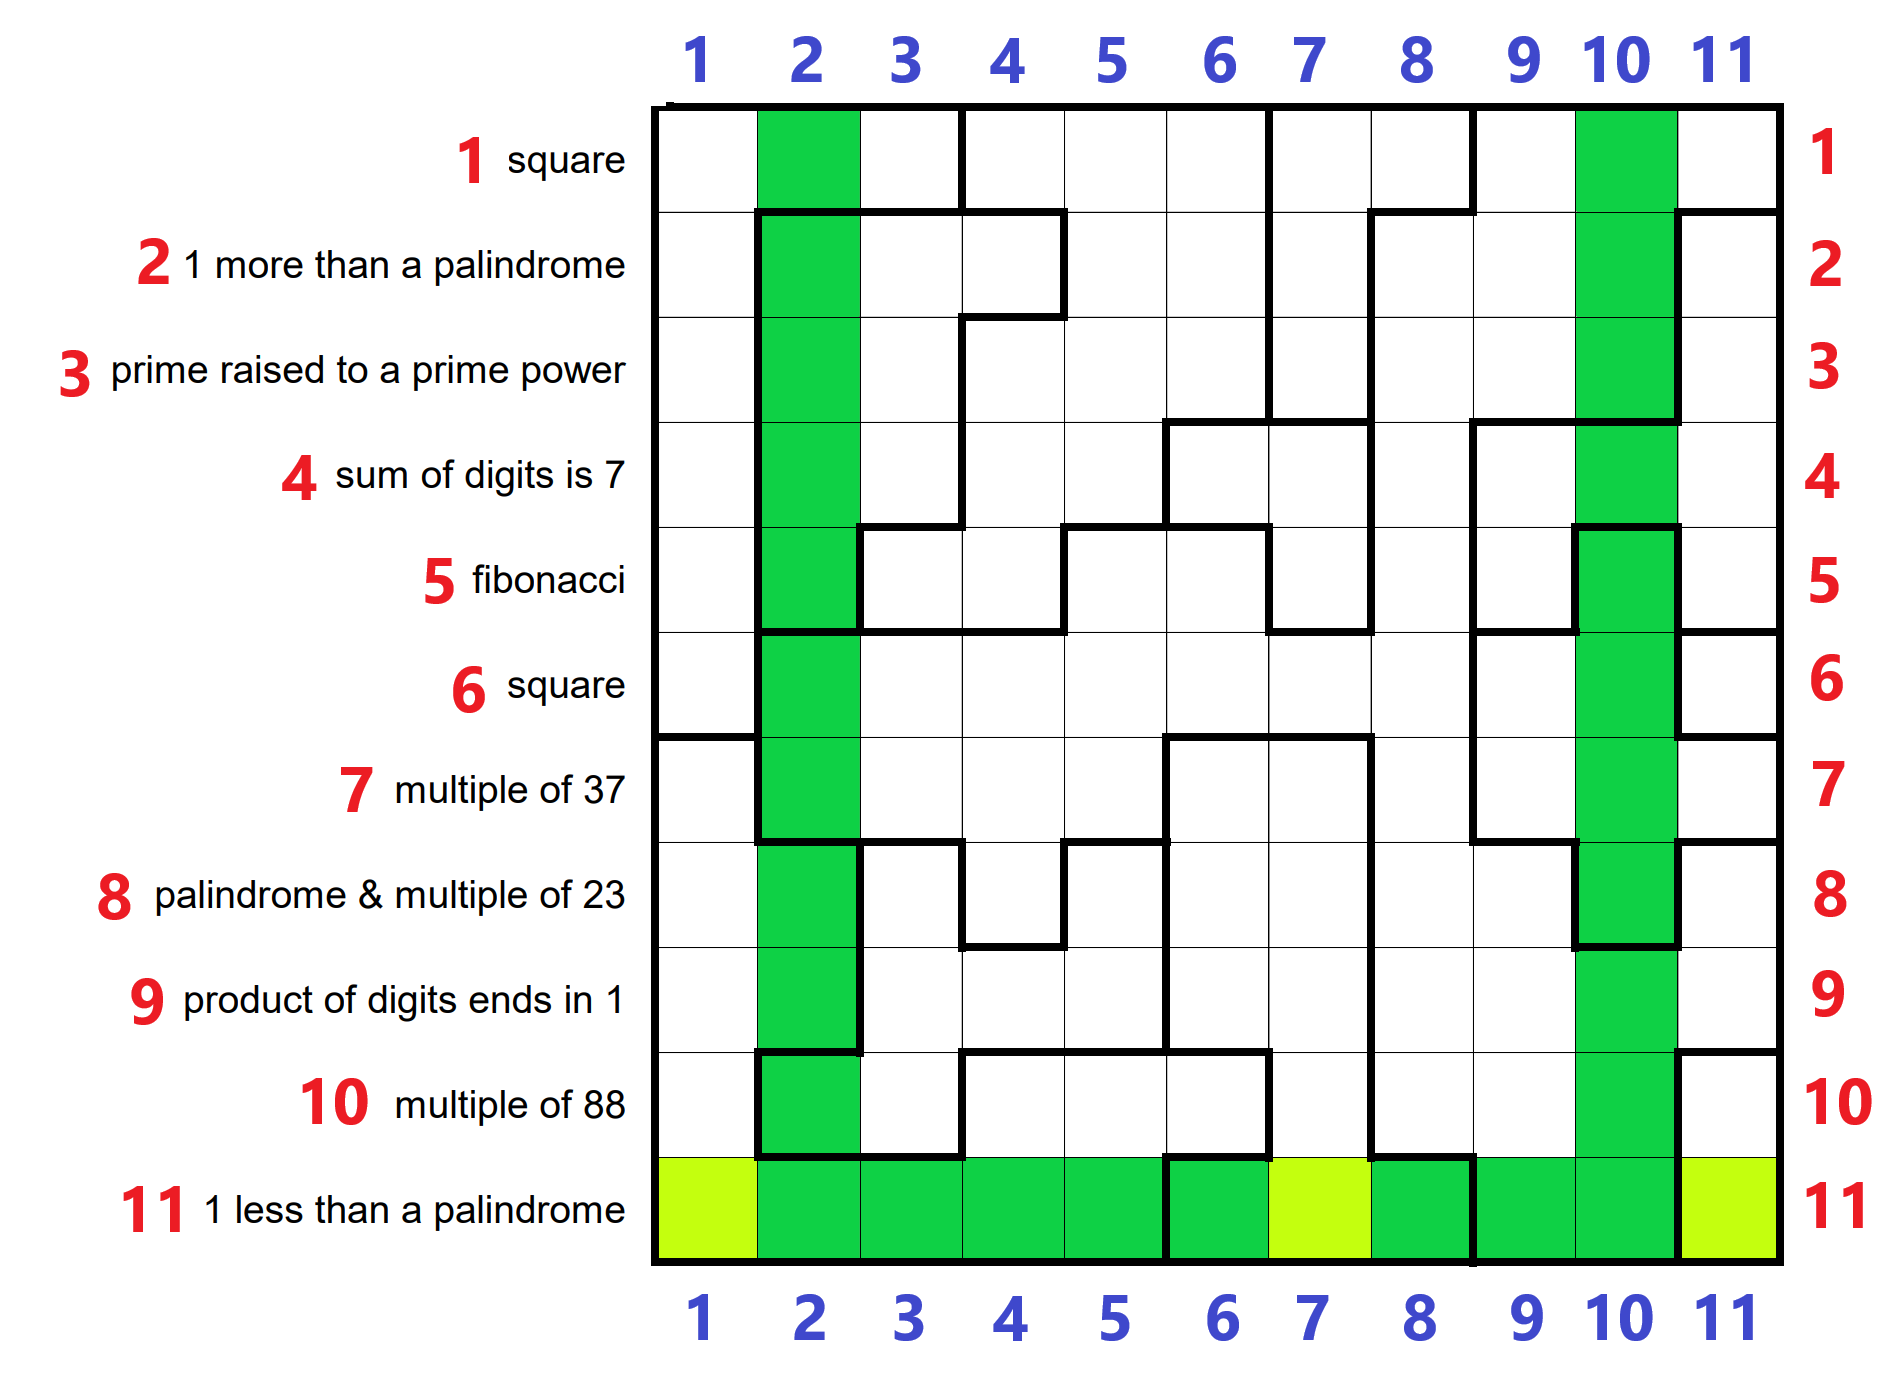 1 2 3 4 5 6 7 8 9 10 11
1 square 1
2 1 more than a palindrome 2
3 prime raised to a prime power 3
4 sum of digits is 7 4
5 fibonacci 5
6 square 6
7 multiple of 37 7
8 palindrome & multiple of 23 8
9 product of digits ends in 1 9
10 multiple of 88 10
11 1 less than a palindrome 11
1 2 3 4 5 6 7 8 9 10 11